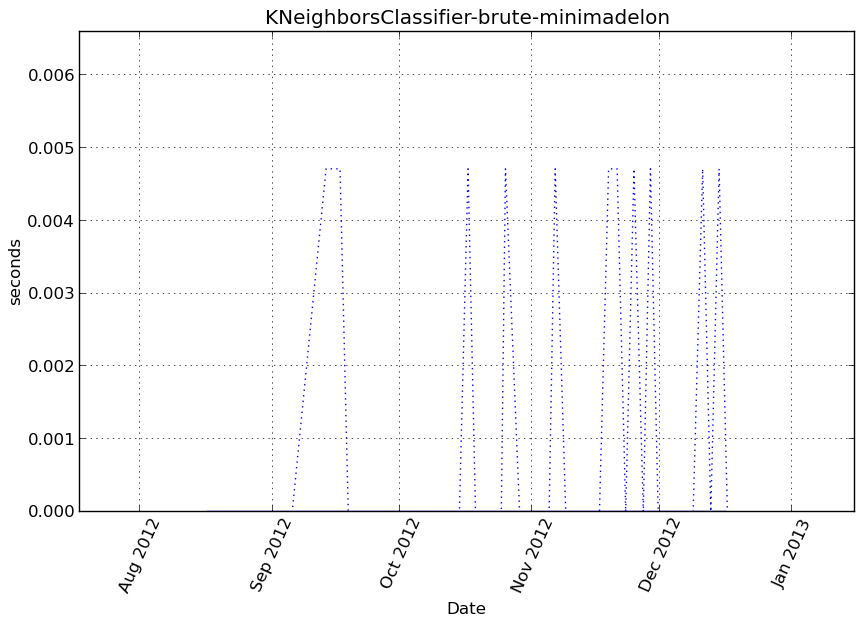 KNeighborsClassifier-brute-minimadelon
0.006
0.005
0.004
0.003
0.002
0.001
0.000
seconds
Aug 2012
Sep 2012
Oct 2012
Nov 2012
Dec 2012
Jan 2013
Date